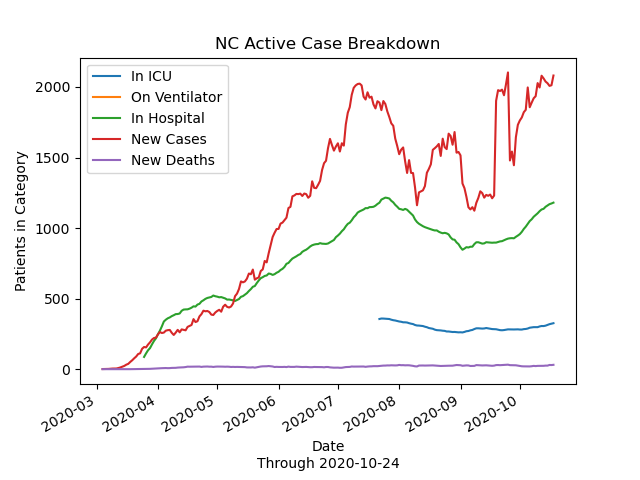 NC Active Case Breakdown
In ICU
On Ventilator
In Hospital
New Cases
New Deaths
Patients in Category
2000
1500
1000
500
0
2020-03
2020-04
2020-05
2020-06
2020-07
2020-08
2020-09
2020-10
Date
Through 2020-10-24